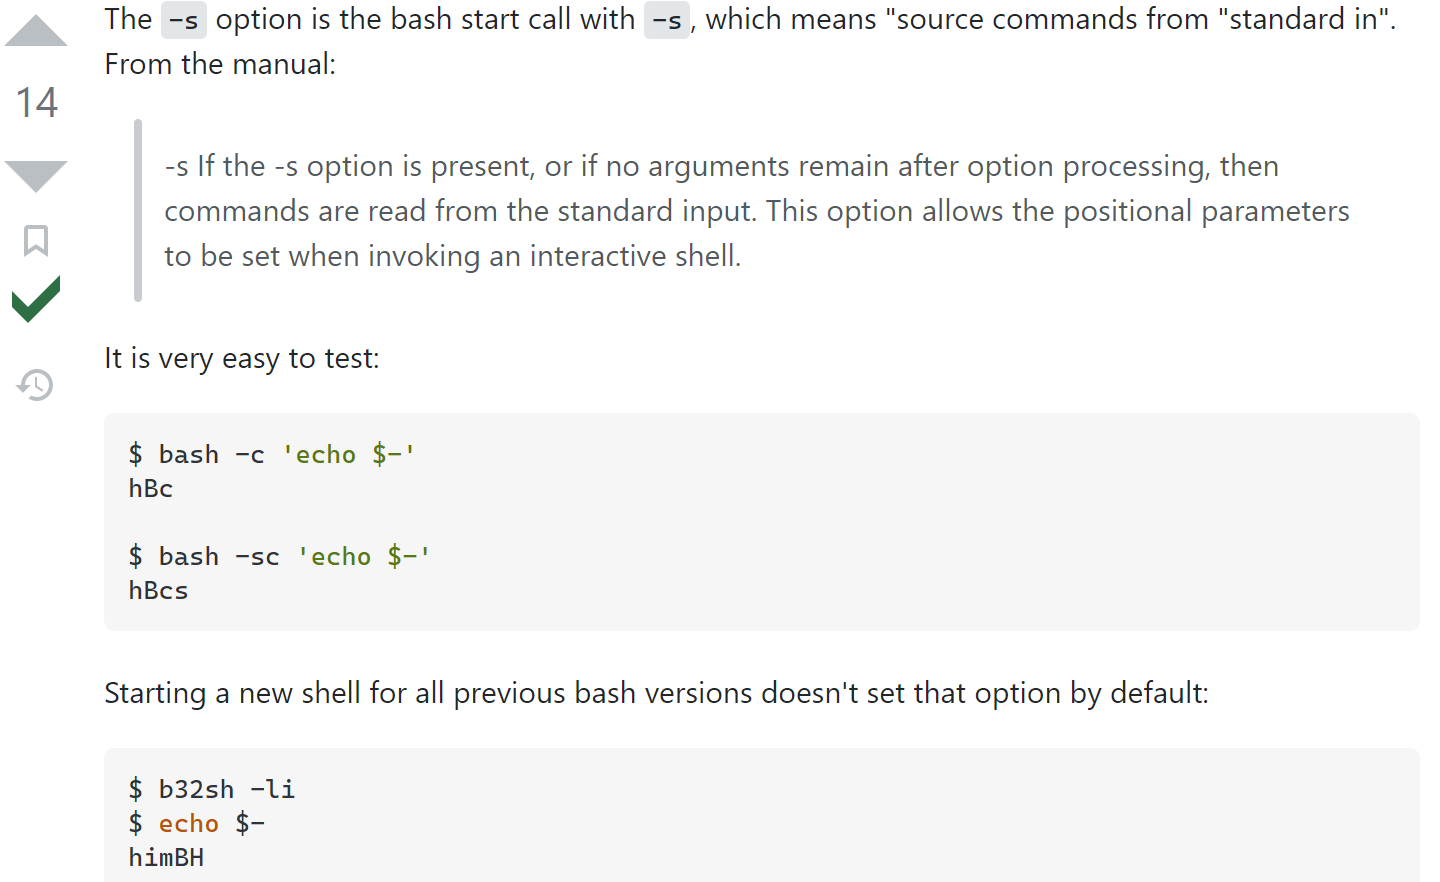 The -s option is the bash start call with -s, which means "source commands from "standard in".
From the manual:
14
-s If the -s option is present, or if no arguments remain after option processing, then
commands are read from the standard input. This option allows the positional parameters
to be set when invoking an interactive shell.
It is very easy to test:
$ bash -c 'echo $-'
hBc
$ bash -sc 'echo $-'
hBcs
Starting a new shell for all previous bash versions doesn't set that option by default:
$ b32sh -li
$ echo $-
himBH